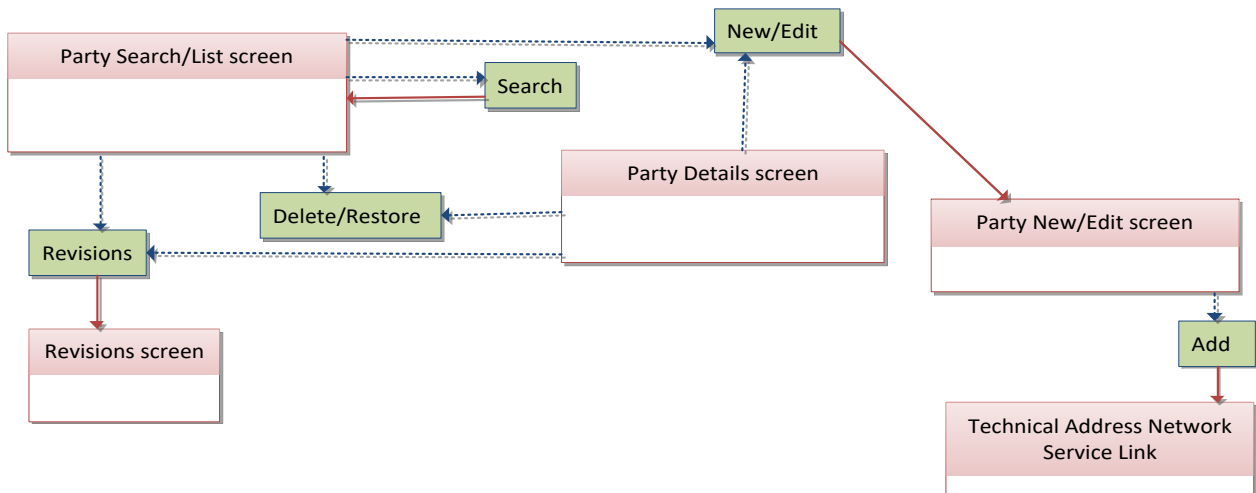 New/Edit
Party Search/List screen
Search
Party Details screen
Delete/Restore
Party New/Edit screen
Revisions
Add
Revisions screen
Technical Address Network
Service Link